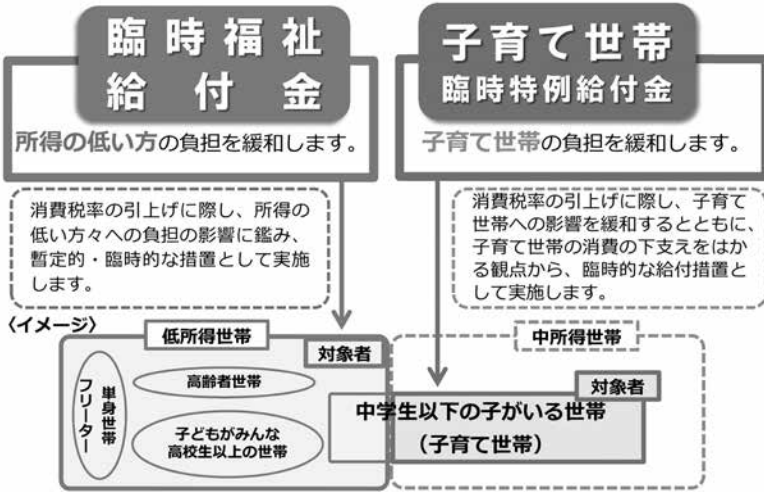 臨時福祉
給付金
所得の低い方の負担を緩和します。
消費税率の引上げに際し、所得の
低い方々への負担の影響に鑑み、
暫定的・臨時的な措置として実施
します。
子育て世帯
臨時特例給付金
子育て世帯の負担を緩和します。
消費税率の引上げに際し、子育て
世帯への影響を緩和するとともに、
子育て世帯の消費の下支えをはか
る観点から、臨時的な給付措置と
して実施します。
〈イメージ〉
低所得世帯
対象者
単身世帯
フリーター
高齢者世帯
子どもがみんな
高校生以上の世帯
中所得世帯
対象者
中学生以下の子がいる世帯
（子育て世帯）